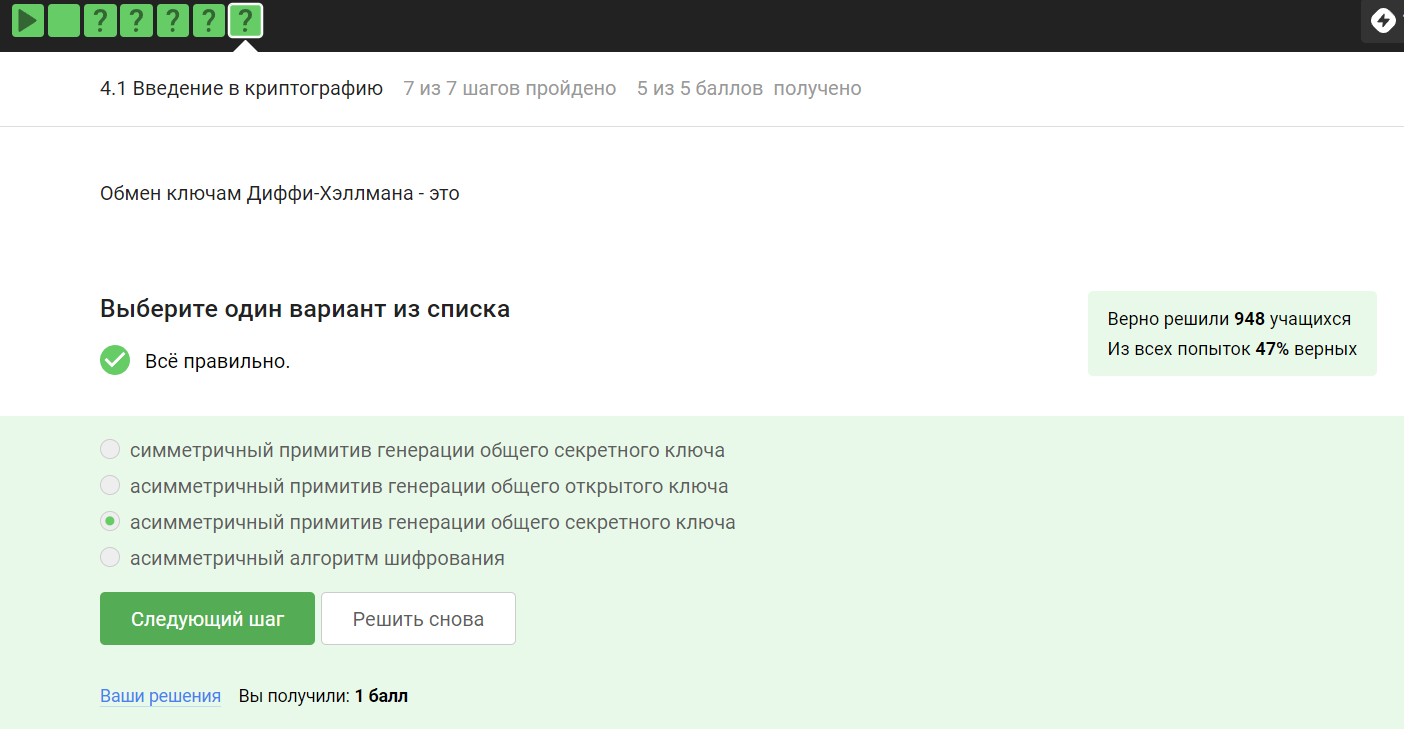 ? ? ? ? ?
4.1 Введение в криптографию 7 из 7 шагов пройдено 5 из 5 баллов получено
Обмен ключам Диффи-Хэллмана - это
Выберите один вариант из списка
Всё правильно.
Верно решили 948 учащихся
Из всех попыток 47% верных
симметричный примитив генерации общего секретного ключа
асимметричный примитив генерации общего открытого ключа
асимметричный примитив генерации общего секретного ключа
асимметричный алгоритм шифрования
Следующий шаг Решить снова
Ваши решения Вы получили: 1 балл